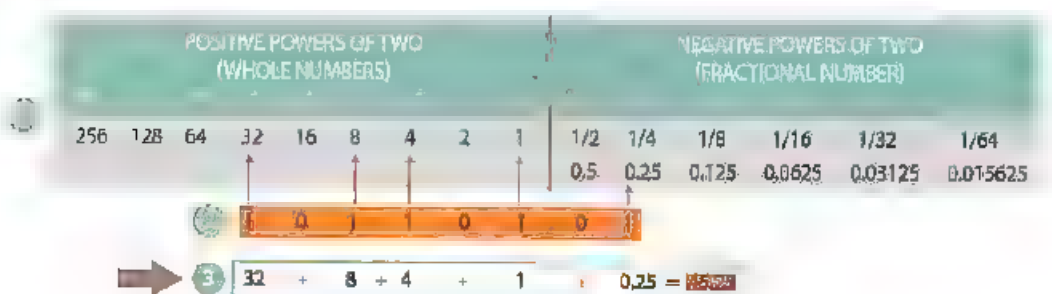 POSITIVE POWERS OF TWO
(WHOLE NUMBERS)
NEGATIVE POWERS OF TWO
(FRACTIONAL NUMBER)
256 128 64 32 16 8 4 2 1 1/2 1/4 1/8 1/16 1/32 1/64
0.5 0.25 0.125 0.0625 0.03125 0.015625
1 0 1 1 0 1 . 0 1
3 32 + 8 + 4 + 1 + 0.25 =